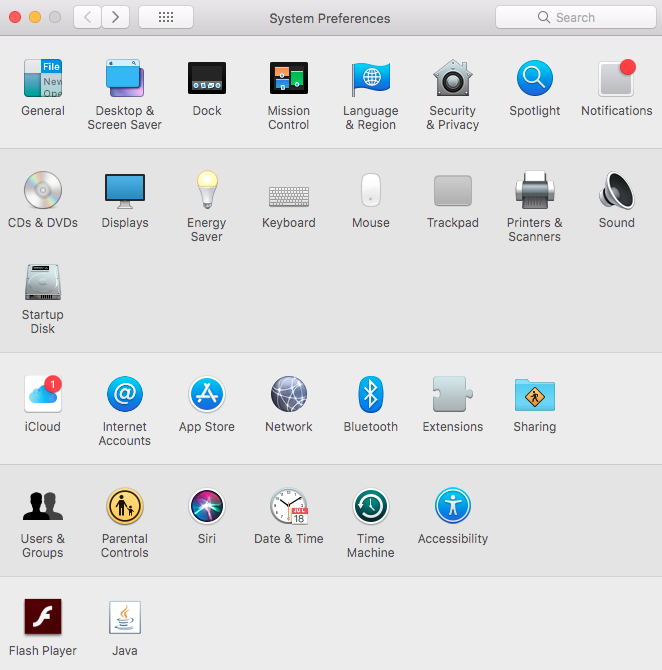 System Preferences
Search
File
New
Ope
General
Desktop &
Screen Saver
Dock
Mission
Control
Language
& Region
Security
& Privacy
Spotlight
Notifications
CDs & DVDs
Displays
Energy
Saver
Keyboard
Mouse
Trackpad
Printers &
Scanners
Sound
Startup
Disk
1
iCloud
@
Internet
Accounts
App Store
Network
Bluetooth
Extensions
Sharing
Users &
Groups
Parental
Controls
Siri
JUL
18
Date & Time
Time
Machine
Accessibility
Flash Player
Java